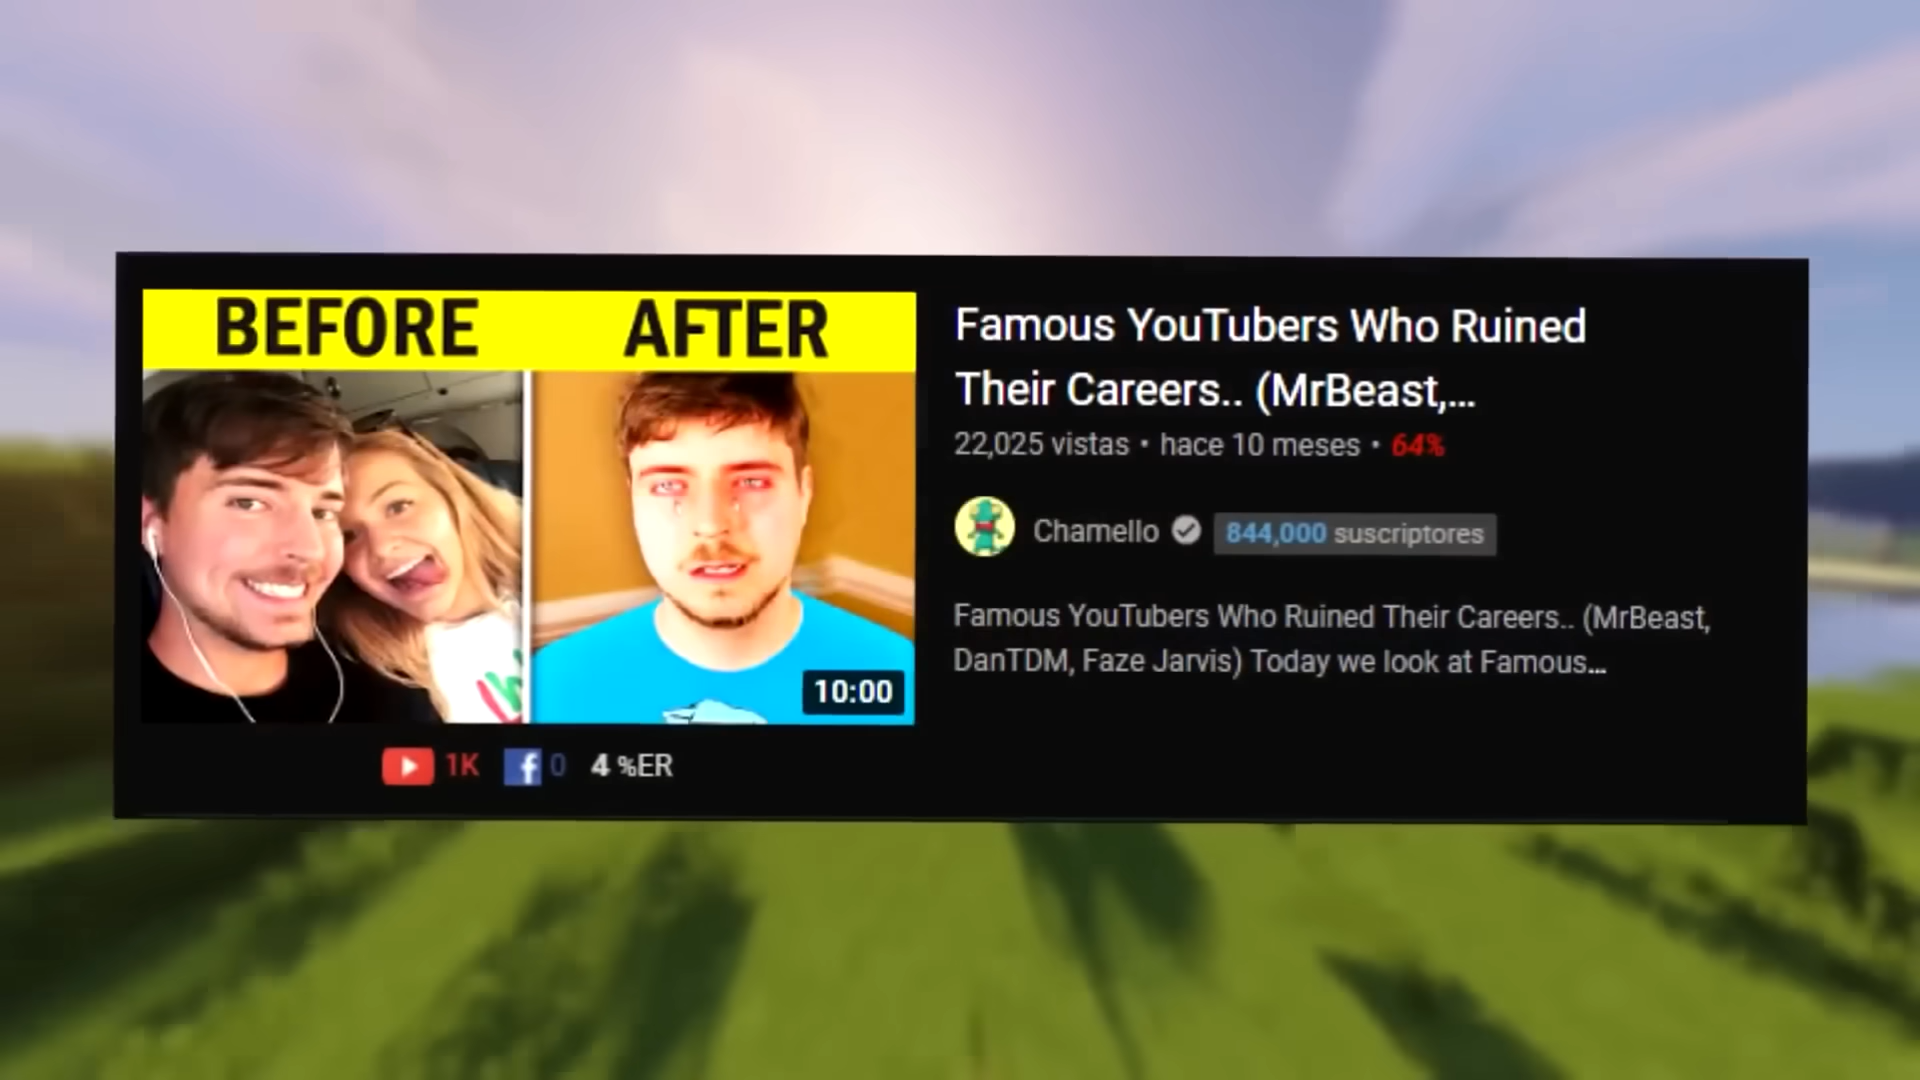 BEFORE AFTER
10:00
1K 0 4 %ER
Famous YouTubers Who Ruined
Their Careers.. (MrBeast,...
22,025 vistas • hace 10 meses • 64%
Chamello 844,000 suscriptores
Famous YouTubers Who Ruined Their Careers.. (MrBeast,
DanTDM, Faze Jarvis) Today we look at Famous...